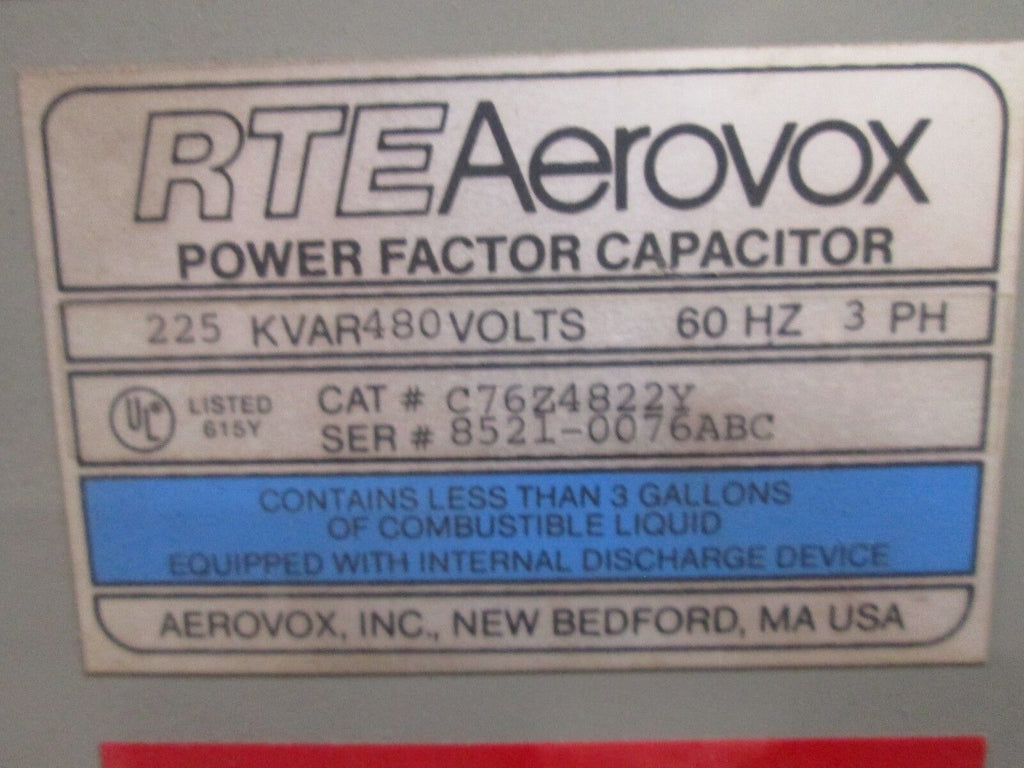 RTE Aerovox
POWER FACTOR CAPACITOR
225 KVAR 480 VOLTS 60 HZ 3 PH
UL® LISTED 615Y
CAT # C76Z4822Y
SER # 8521-0076ABC
CONTAINS LESS THAN 3 GALLONS
OF COMBUSTIBLE LIQUID
EQUIPPED WITH INTERNAL DISCHARGE DEVICE
AEROVOX, INC., NEW BEDFORD, MA USA